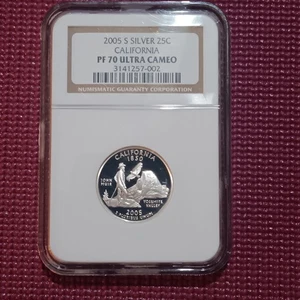 2005 S SILVER 25C
CALIFORNIA
PF 70 ULTRA CAMEO
3141257-002
NUMISMATIC GUARANTY CORPORATION
CALIFORNIA
1850
JOHN
MUIR
YOSEMITE
VALLEY
2005
E PLURIBUS UNUM